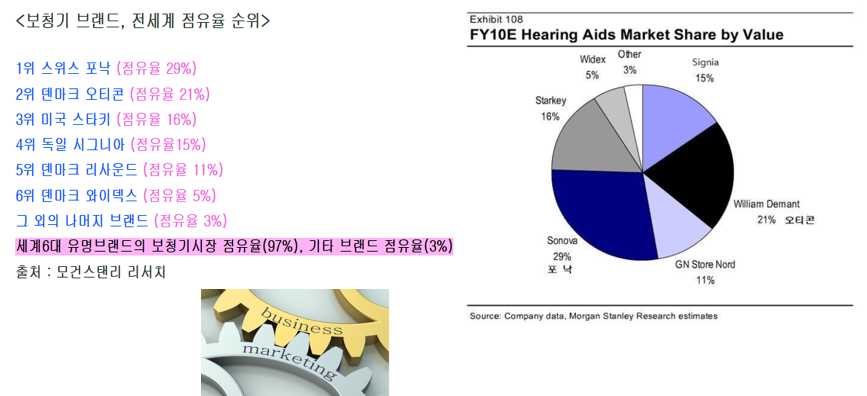 <보청기 브랜드, 전세계 점유율 순위>
1위 스위스 포낙 (점유율 29%)
2위 덴마크 오티콘 (점유율 21%)
3위 미국 스타키 (점유율 16%)
4위 독일 시그니아 (점유율15%)
5위 덴마크 리사운드 (점유율 11%)
6위 덴마크 와이덱스 (점유율 5%)
그 외의 나머지 브랜드 (점유율 3%)
세계6대 유명브랜드의 보청기시장 점유율(97%), 기타 브랜드 점유율(3%)
출처 : 모건스탠리 리서치
business
marketing
Exhibit 108
FY10E Hearing Aids Market Share by Value
Other
3%
Signia
15%
William Demant
21% 오티콘
GN Store Nord
11%
Sonova
29%
포 낙
Starkey
16%
Widex
5%
Source: Company data, Morgan Stanley Research estimates